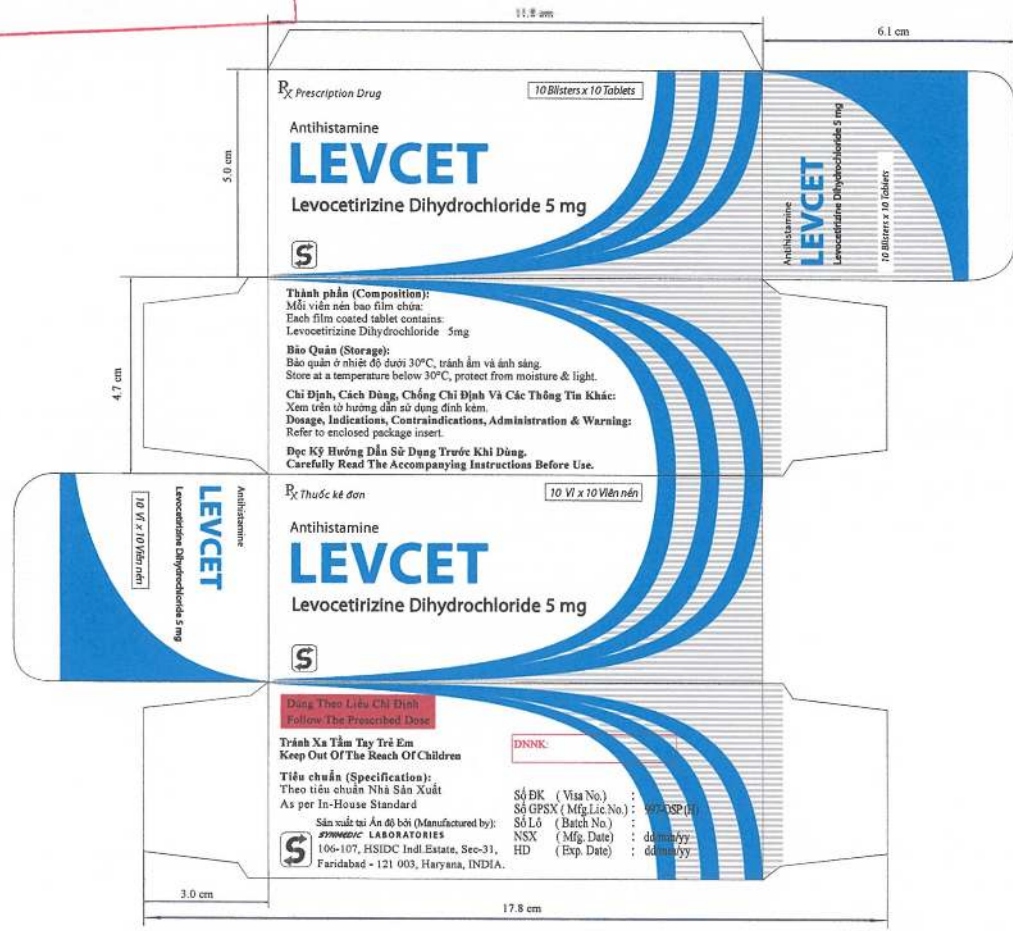 11.8 cm
6.1 cm
5.0 cm
Rx Prescription Drug
10 Blisters x 10 Tablets
Antihistamine
LEVCET
Levocetirizine Dihydrochloride 5 mg
S
Antihistamine
LEVCET
Levocetirizine Dihydrochloride 5 mg
10 Blisters x 10 Tablets
4.7 cm
Thành phần (Composition):
Mỗi viên nén bao film chứa:
Each film coated tablet contains:
Levocetirizine Dihydrochloride 5mg
Bảo Quản (Storage):
Bảo quản ở nhiệt độ dưới 30°C, tránh ẩm và ánh sáng.
Store at a temperature below 30°C, protect from moisture & light.
Chỉ Định, Cách Dùng, Chống Chỉ Định Và Các Thông Tin Khác:
Xem trên tờ hướng dẫn sử dụng đính kèm.
Dosage, Indications, Contraindications, Administration & Warning:
Refer to enclosed package insert.
Đọc Kỹ Hướng Dẫn Sử Dụng Trước Khi Dùng.
Carefully Read The Accompanying Instructions Before Use.
Antihistamine
LEVCET
Levocetirizine Dihydrochloride 5 mg
10 Vỉ x 10 Viên nén
Rx Thuốc kê đơn
10 Vỉ x 10 Viên nén
Antihistamine
LEVCET
Levocetirizine Dihydrochloride 5 mg
S
Dùng Theo Liều Chỉ Định
Follow The Prescribed Dose
Tránh Xa Tầm Tay Trẻ Em
Keep Out Of The Reach Of Children
DNNK:
Tiêu chuẩn (Specification):
Theo tiêu chuẩn Nhà Sản Xuất
As per In-House Standard
Số ĐK (Visa No.) :
Số GPSX (Mfg.Lic.No.) : 997-OSP (H)
Số Lô (Batch No.) :
NSX (Mfg. Date) : dd/mm/yy
HD (Exp. Date) : dd/mm/yy
Sản xuất tại Ấn độ bởi (Manufactured by):
SYNMEDIC LABORATORIES
106-107, HSIDC Indl.Estate, Sec-31,
Faridabad - 121 003, Haryana, INDIA.
S
3.0 cm
17.8 cm